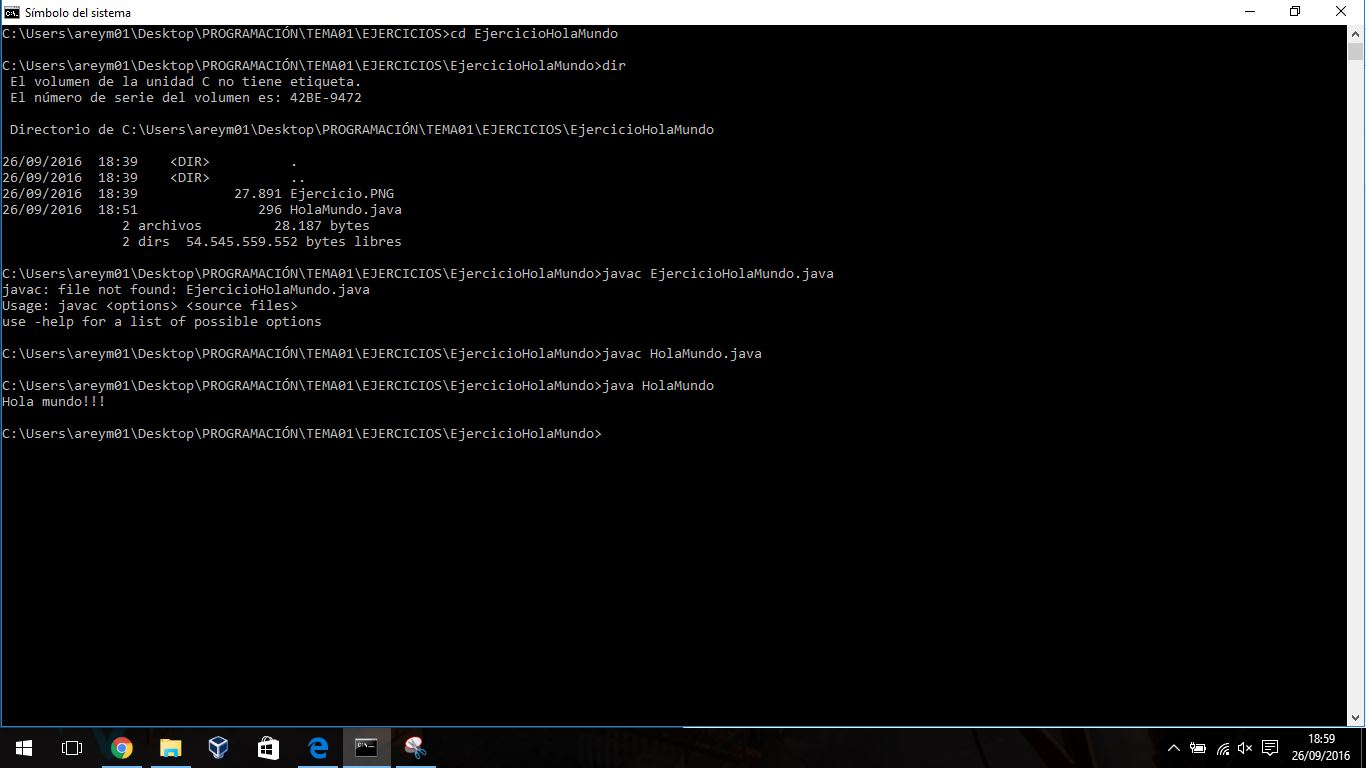 Símbolo del sistema
C:\Users\areym01\Desktop\PROGRAMACIÓN\TEMA01\EJERCICIOS>cd EjercicioHolaMundo
C:\Users\areym01\Desktop\PROGRAMACIÓN\TEMA01\EJERCICIOS\EjercicioHolaMundo>dir
El volumen de la unidad C no tiene etiqueta.
El número de serie del volumen es: 42BE-9472
Directorio de C:\Users\areym01\Desktop\PROGRAMACIÓN\TEMA01\EJERCICIOS\EjercicioHolaMundo
26/09/2016  18:39    <DIR>          .
26/09/2016  18:39    <DIR>          ..
26/09/2016  18:39            27.891 Ejercicio.PNG
26/09/2016  18:51               296 HolaMundo.java
2 archivos         28.187 bytes
2 dirs  54.545.559.552 bytes libres
C:\Users\areym01\Desktop\PROGRAMACIÓN\TEMA01\EJERCICIOS\EjercicioHolaMundo>javac EjercicioHolaMundo.java
javac: file not found: EjercicioHolaMundo.java
Usage: javac <options> <source files>
use -help for a list of possible options
C:\Users\areym01\Desktop\PROGRAMACIÓN\TEMA01\EJERCICIOS\EjercicioHolaMundo>javac HolaMundo.java
C:\Users\areym01\Desktop\PROGRAMACIÓN\TEMA01\EJERCICIOS\EjercicioHolaMundo>java HolaMundo
Hola mundo!!!
C:\Users\areym01\Desktop\PROGRAMACIÓN\TEMA01\EJERCICIOS\EjercicioHolaMundo>
18:59
26/09/2016